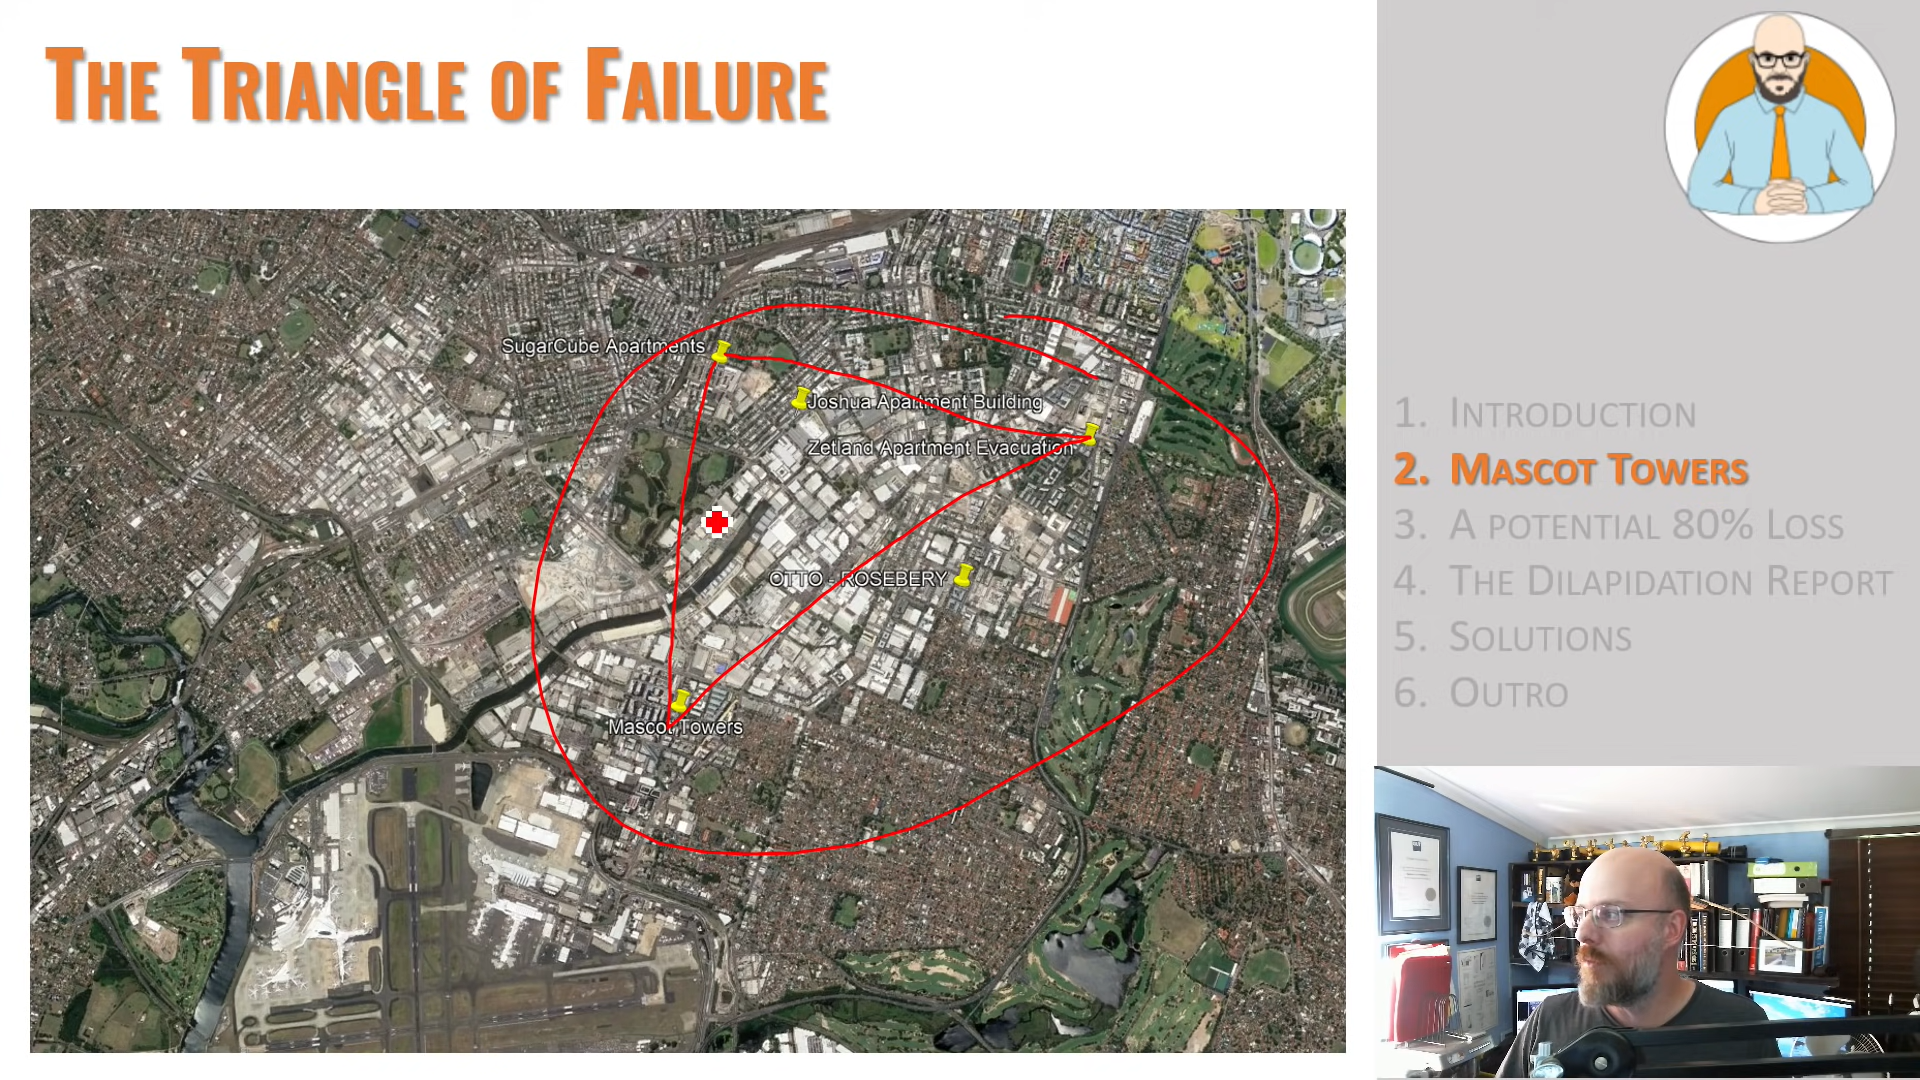 THE TRIANGLE OF FAILURE
SugarCube Apartments
Joshua Apartment Building
Zetland Apartment Evacuation
OTTO - ROSEBERY
Mascot Towers
1. INTRODUCTION
2. MASCOT TOWERS
3. A POTENTIAL 80% LOSS
4. THE DILAPIDATION REPORT
5. SOLUTIONS
6. OUTRO